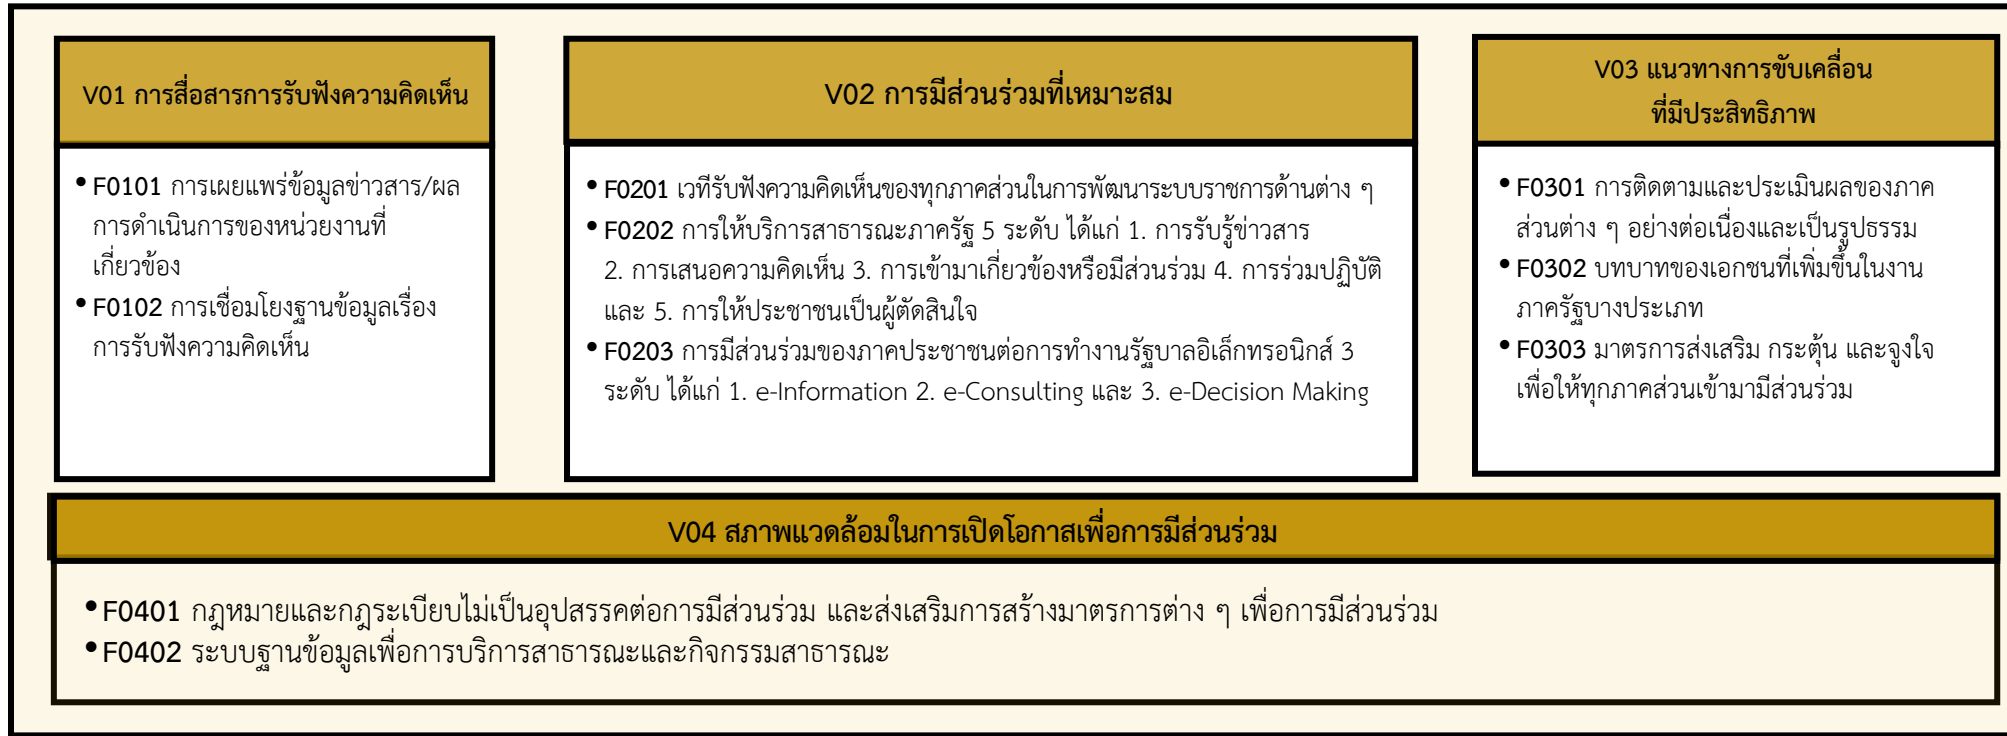 V01 การสื่อสารการรับฟังความคิดเห็น
• F0101 การเผยแพร่ข้อมูลข่าวสาร/ผล
การดำเนินการของหน่วยงานที่
เกี่ยวข้อง
• F0102 การเชื่อมโยงฐานข้อมูลเรื่อง
การรับฟังความคิดเห็น
V02 การมีส่วนร่วมที่เหมาะสม
• F0201 เวทีรับฟังความคิดเห็นของทุกภาคส่วนในการพัฒนาระบบราชการด้านต่าง ๆ
• F0202 การให้บริการสาธารณะภาครัฐ 5 ระดับ ได้แก่ 1. การรับรู้ข่าวสาร
2. การเสนอความคิดเห็น 3. การเข้ามาเกี่ยวข้องหรือมีส่วนร่วม 4. การร่วมปฏิบัติ
และ 5. การให้ประชาชนเป็นผู้ตัดสินใจ
• F0203 การมีส่วนร่วมของภาคประชาชนต่อการทำงานรัฐบาลอิเล็กทรอนิกส์ 3
ระดับ ได้แก่ 1. e-Information 2. e-Consulting และ 3. e-Decision Making
V03 แนวทางการขับเคลื่อน
ที่มีประสิทธิภาพ
• F0301 การติดตามและประเมินผลของภาค
ส่วนต่าง ๆ อย่างต่อเนื่องและเป็นรูปธรรม
• F0302 บทบาทของเอกชนที่เพิ่มขึ้นในงาน
ภาครัฐบางประเภท
• F0303 มาตรการส่งเสริม กระตุ้น และจูงใจ
เพื่อให้ทุกภาคส่วนเข้ามามีส่วนร่วม
V04 สภาพแวดล้อมในการเปิดโอกาสเพื่อการมีส่วนร่วม
• F0401 กฎหมายและกฎระเบียบไม่เป็นอุปสรรคต่อการมีส่วนร่วม และส่งเสริมการสร้างมาตรการต่าง ๆ เพื่อการมีส่วนร่วม
• F0402 ระบบฐานข้อมูลเพื่อการบริการสาธารณะและกิจกรรมสาธารณะ